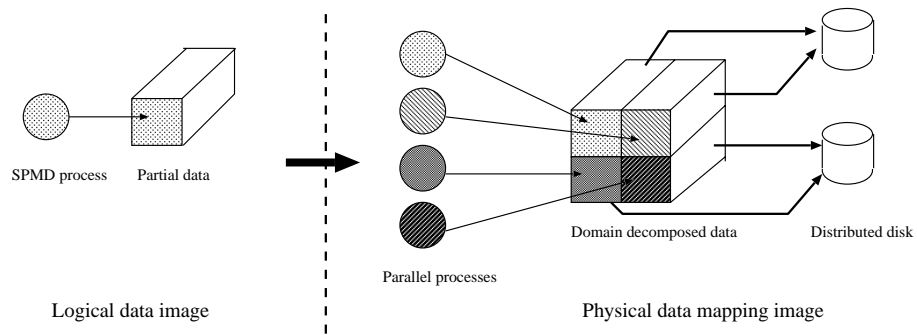 SPMD process
Partial data
Domain decomposed data
Distributed disk
Parallel processes
Logical data image
Physical data mapping image